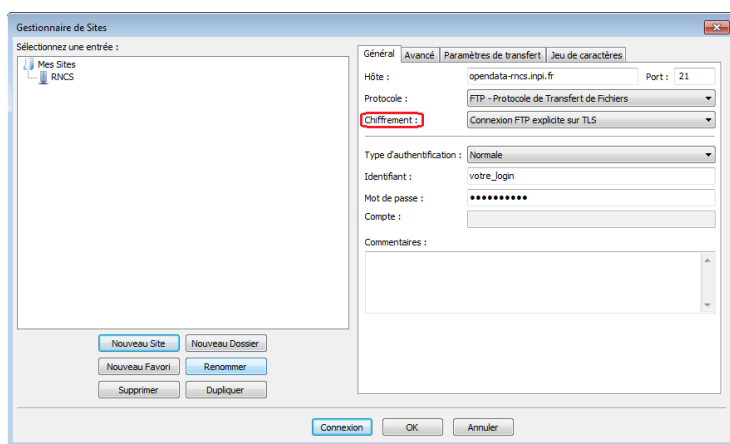 Gestionnaire de Sites
Sélectionnez une entrée :
Mes Sites
RNCS
Nouveau Site Nouveau Dossier
Nouveau Favori Renommer
Supprimer Dupliquer
Général Avancé Paramètres de transfert Jeu de caractères
Hôte : opendata-rncs.inpi.fr Port : 21
Protocole : FTP - Protocole de Transfert de Fichiers
Chiffrement : Connexion FTP explicite sur TLS
Type d'authentification : Normale
Identifiant : votre_login
Mot de passe : ●●●●●●●●●●
Compte :
Commentaires :
Connexion OK Annuler